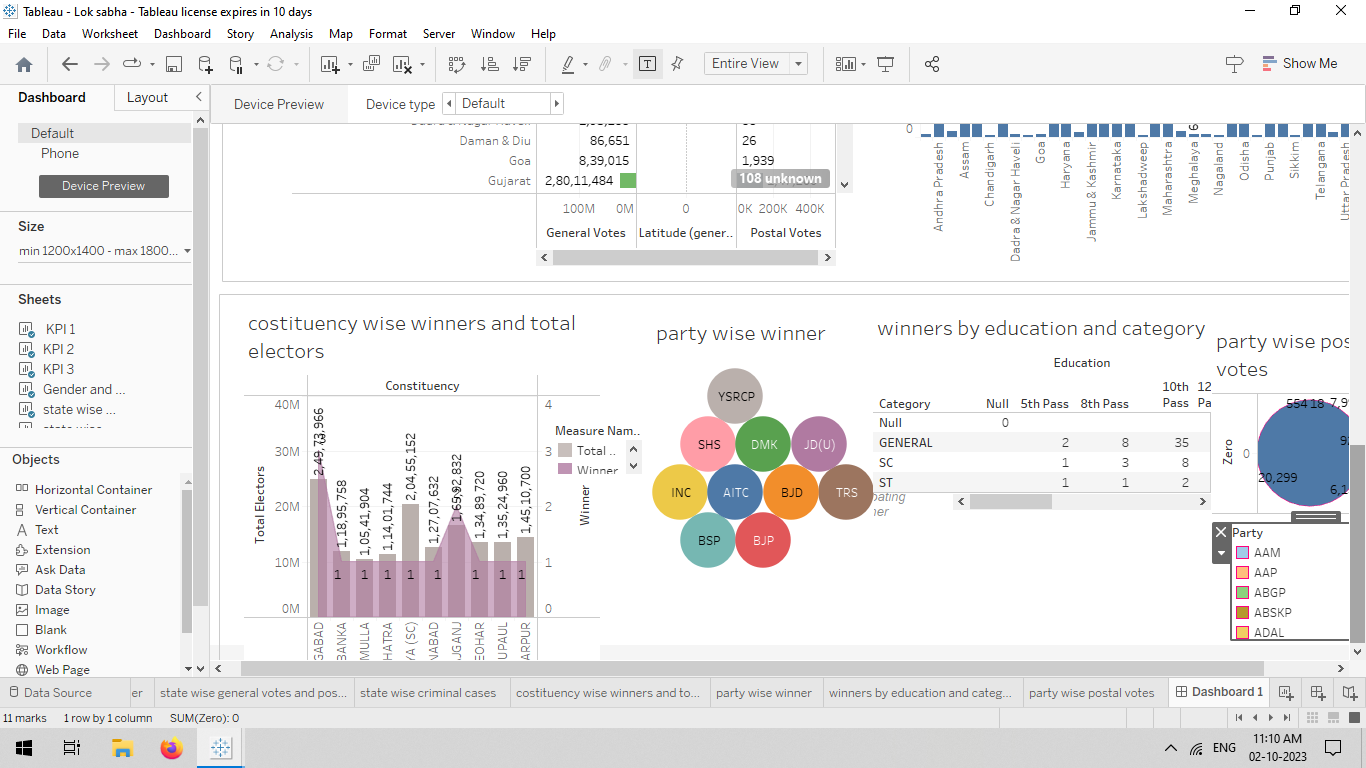 Tableau - Lok sabha - Tableau license expires in 10 days
File Data Worksheet Dashboard Story Analysis Map Format Server Window Help
Entire View
Show Me
Dashboard
Layout
Device Preview
Device type
Default
Default
Phone
Device Preview
Size
min 1200x1400 - max 1800...
Sheets
KPI 1
KPI 2
KPI 3
Gender and ...
state wise ...
Objects
Horizontal Container
Vertical Container
Text
Extension
Ask Data
Data Story
Image
Blank
Workflow
Web Page
Daman & Diu 86,651 26
Goa 8,39,015 1,939
Gujarat 2,80,11,484
108 unknown
100M 0M 0 0K 200K 400K
General Votes Latitude (gener.. Postal Votes
0
6
Andhra Pradesh
Assam
Chandigarh
Dadra & Nagar Haveli
Goa
Haryana
Jammu & Kashmir
Karnataka
Lakshadweep
Maharashtra
Meghalaya
Nagaland
Odisha
Punjab
Sikkim
Telangana
Uttar Pradesh
costituency wise winners and total
electors
Constituency
40M
30M
20M
10M
0M
Total Electors
2,49,73,966
1,18,95,758
1,05,41,904
1,14,01,744
2,04,55,152
1,27,07,632
1,65,92,832
1,34,89,720
1,35,24,960
1,45,10,700
1 1 1 1 1 1 1 1
4
3
2
1
0
Winner
GABAD
BANKA
MULLA
HATRA
YA (SC)
NABAD
JGANJ
EOHAR
UPAUL
ARPUR
Measure Nam..
Total ..
Winner
party wise winner
YSRCP
SHS DMK JD(U)
INC AITC BJD TRS
BSP BJP
winners by education and category
Education
Category Null 5th Pass 8th Pass 10th Pass 12
Pa
Null 0
GENERAL 2 8 35
SC 1 3 8
ST 1 1 2
party wise pos
votes
Zero
0
55418 7,9
20,299
6,1
Party
AAM
AAP
ABGP
ABSKP
ADAL
Data Source
er
state wise general votes and pos...
state wise criminal cases
costituency wise winners and to...
party wise winner
winners by education and categ...
party wise postal votes
Dashboard 1
11 marks 1 row by 1 column SUM(Zero): 0
ENG
11:10 AM
02-10-2023